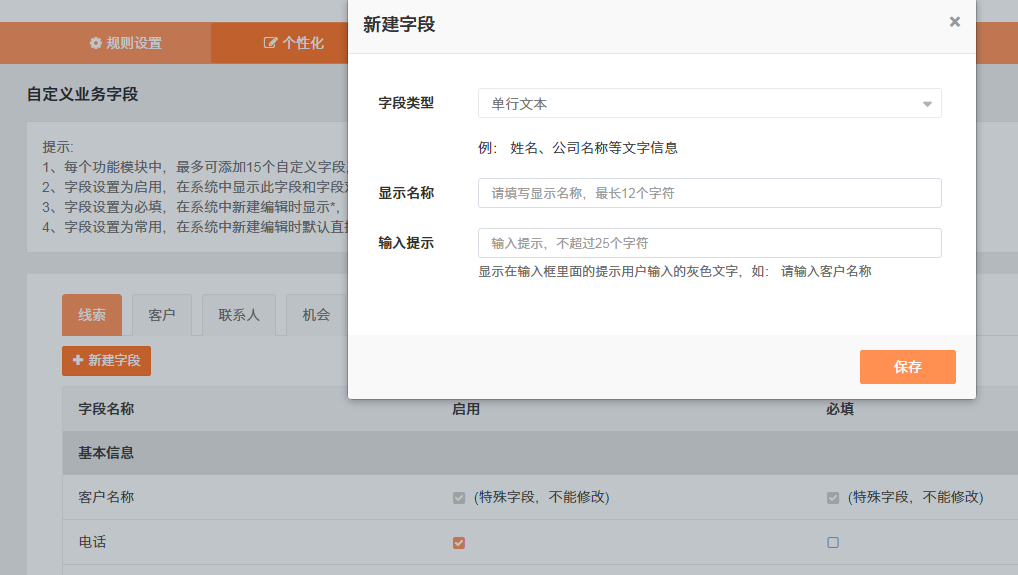 规则设置
个性化
新建字段
×
自定义业务字段
提示:
1、每个功能模块中，最多可添加15个自定义字段
2、字段设置为启用，在系统中显示此字段和字段
3、字段设置为必填，在系统中新建编辑时显示*，
4、字段设置为常用，在系统中新建编辑时默认直
字段类型
单行文本
例： 姓名、公司名称等文字信息
显示名称
请填写显示名称，最长12个字符
输入提示
输入提示，不超过25个字符
显示在输入框里面的提示用户输入的灰色文字，如： 请输入客户名称
保存
线索
客户
联系人
机会
新建字段
字段名称
启用
必填
基本信息
客户名称
(特殊字段，不能修改)
(特殊字段，不能修改)
电话